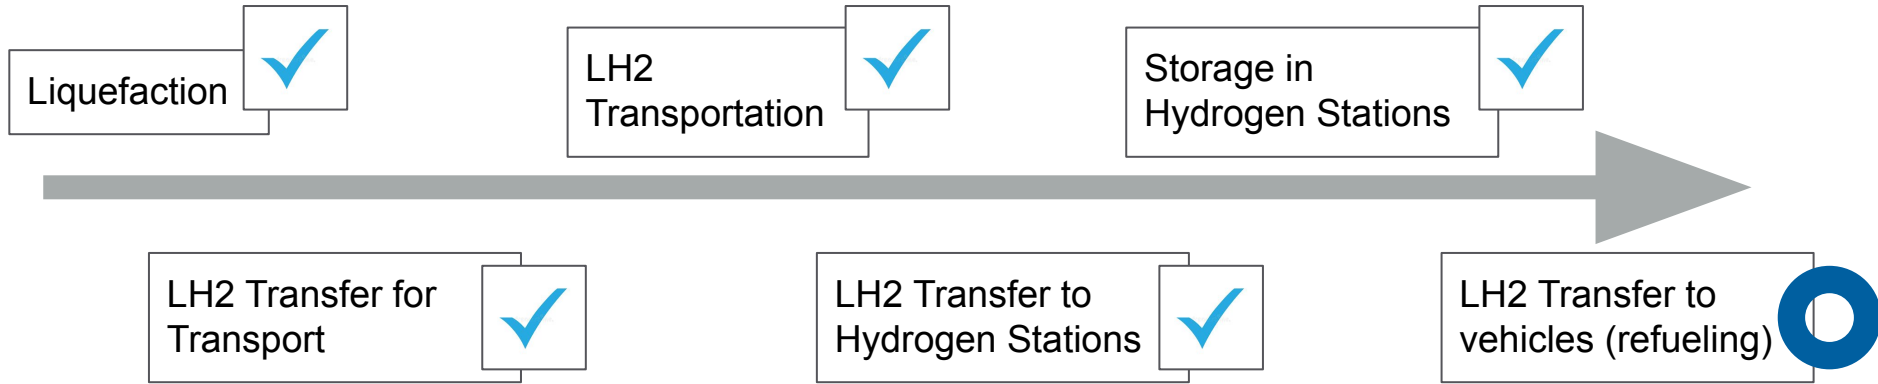 Liquefaction
LH2
Transportation
Storage in
Hydrogen Stations
LH2 Transfer for
Transport
LH2 Transfer to
Hydrogen Stations
LH2 Transfer to
vehicles (refueling)